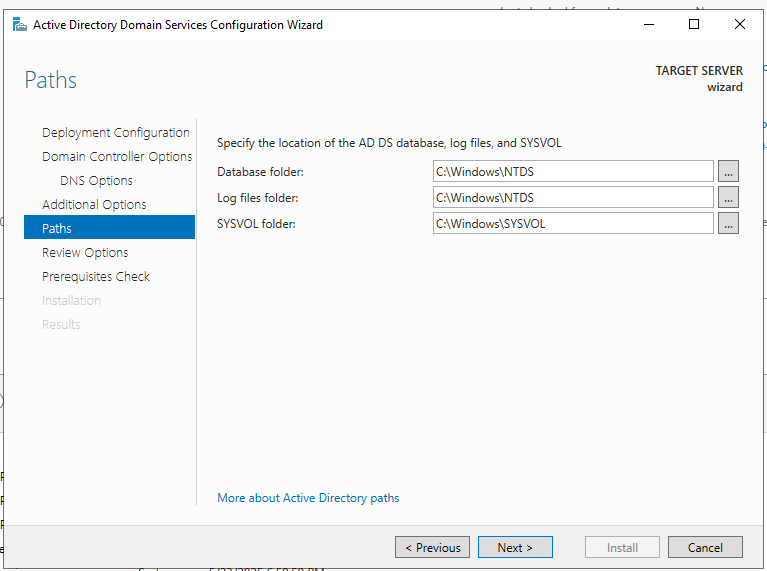 Active Directory Domain Services Configuration Wizard
Paths
TARGET SERVER
wizard
Deployment Configuration
Domain Controller Options
DNS Options
Additional Options
Paths
Review Options
Prerequisites Check
Installation
Results
Specify the location of the AD DS database, log files, and SYSVOL
Database folder:
C:\Windows\NTDS
...
Log files folder:
C:\Windows\NTDS
...
SYSVOL folder:
C:\Windows\SYSVOL
...
More about Active Directory paths
< Previous
Next >
Install
Cancel